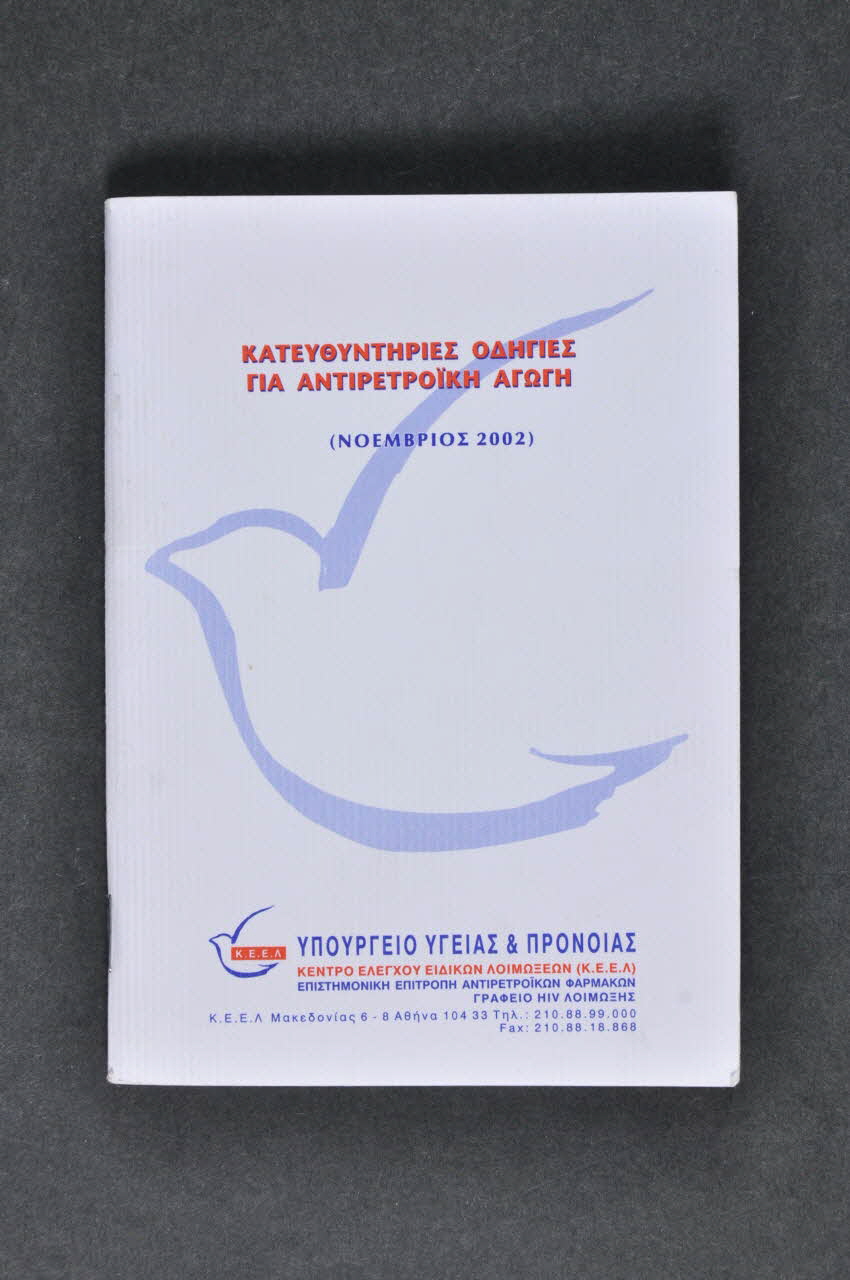 ΚΑΤΕΥΘΥΝΤΗΡΙΕΣ ΟΔΗΓΙΕΣ
ΓΙΑ ΑΝΤΙΡΕΤΡΟΪΚΗ ΑΓΩΓΗ
(ΝΟΕΜΒΡΙΟΣ 2002)
Κ.Ε.Ε.Λ
ΥΠΟΥΡΓΕΙΟ ΥΓΕΙΑΣ & ΠΡΟΝΟΙΑΣ
ΚΕΝΤΡΟ ΕΛΕΓΧΟΥ ΕΙΔΙΚΩΝ ΛΟΙΜΩΞΕΩΝ (Κ.Ε.Ε.Λ)
ΕΠΙΣΤΗΜΟΝΙΚΗ ΕΠΙΤΡΟΠΗ ΑΝΤΙΡΕΤΡΟΪΚΩΝ ΦΑΡΜΑΚΩΝ
ΓΡΑΦΕΙΟ HIV ΛΟΙΜΩΞΗΣ
Κ.Ε.Ε.Λ Μακεδονίας 6 - 8 Αθήνα 104 33 Τηλ.: 210.88.99.000
Fax: 210.88.18.868